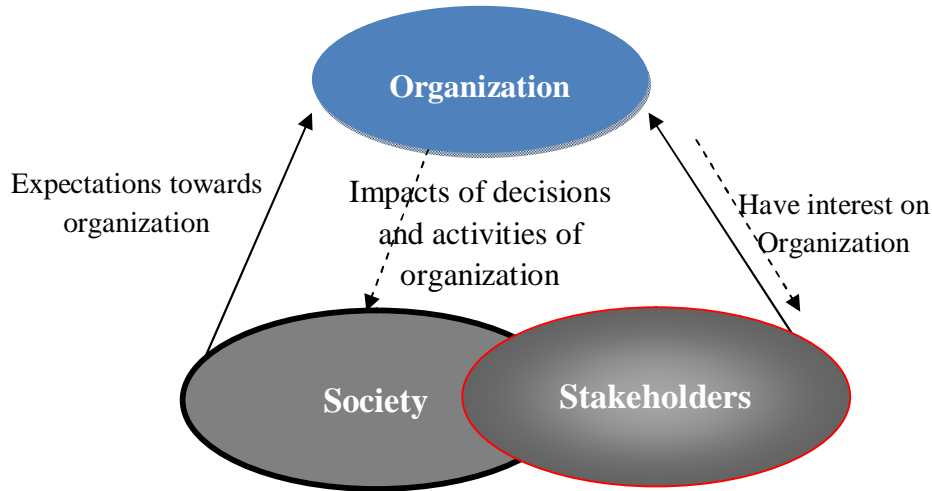 Organization
Expectations towards
organization
Impacts of decisions
and activities of
organization
Have interest on
Organization
Society
Stakeholders